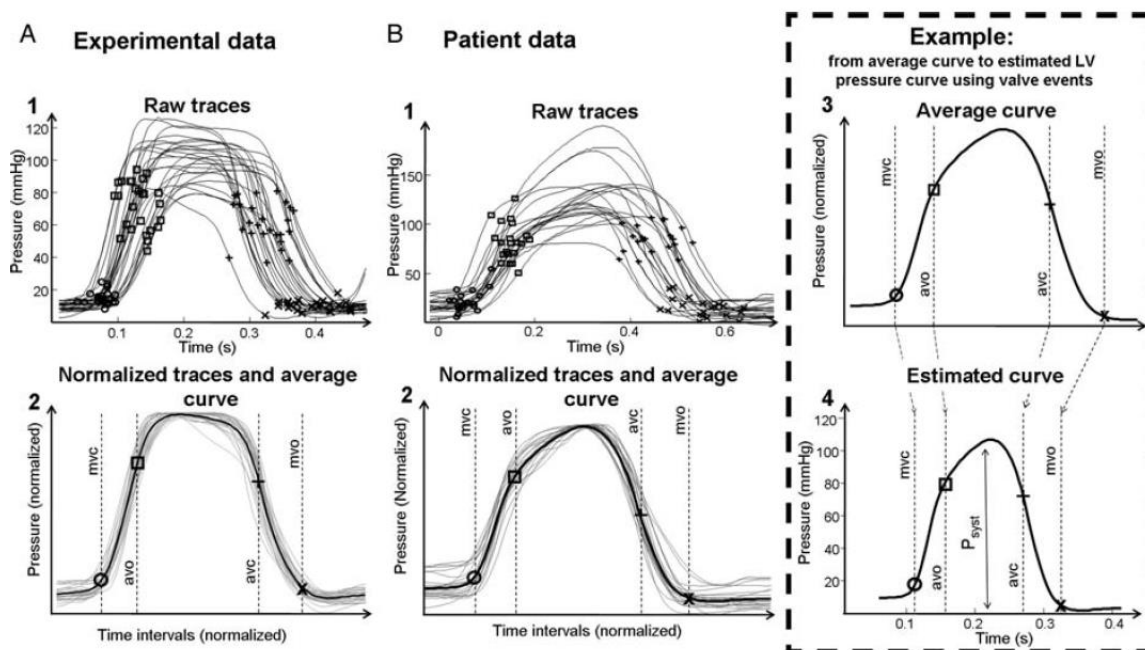 A Experimental data
1 Raw traces
Pressure (mmHg)
120
100
80
60
40
20
0.1 0.2 0.3 0.4
Time (s)
Normalized traces and average
2 curve
Pressure (normalized)
mvc
avo
avc
mvo
Time intervals (normalized)
B Patient data
1 Raw traces
Pressure (mmHg)
200
150
100
50
0 0.2 0.4 0.6
Time (s)
Normalized traces and average
2 curve
Pressure (Normalized)
mvc
avo
avc
mvo
Time intervals (normalized)
Example:
from average curve to estimated LV
pressure curve using valve events
3 Average curve
Pressure (normalized)
mvc
avo
avc
mvo
Estimated curve
4
Pressure (mmHg)
120
100
80
60
40
20
mvc
avo
Psyst
avc
mvo
0.1 0.2 0.3 0.4
Time (s)